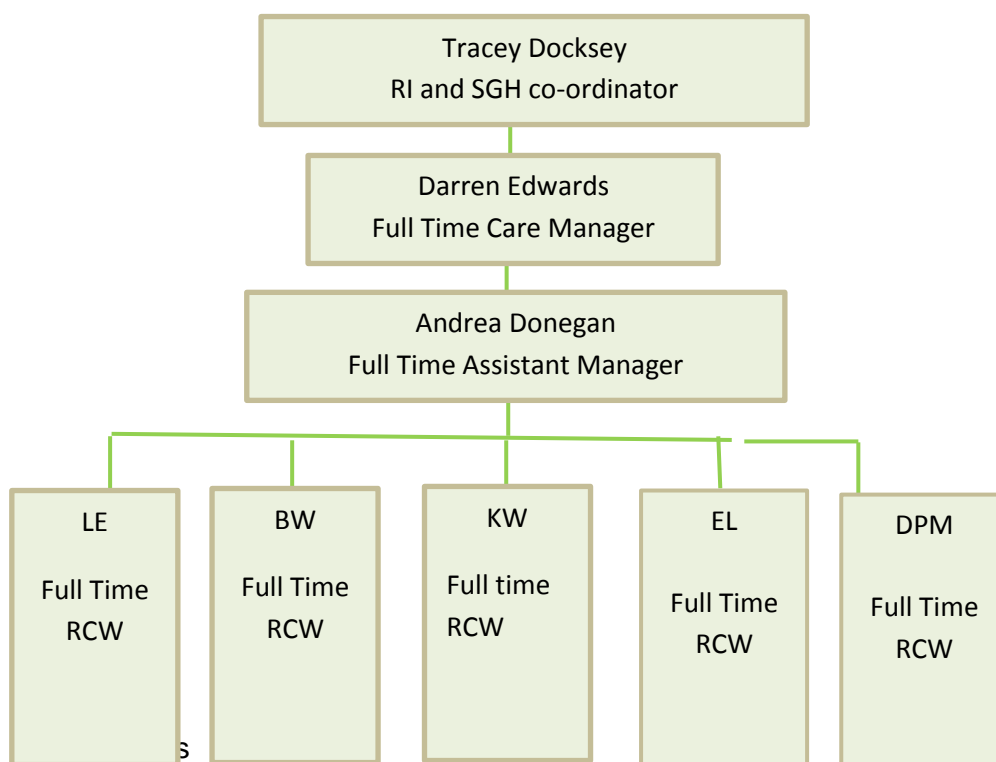 Tracey Docksey
RI and SGH co-ordinator
Darren Edwards
Full Time Care Manager
Andrea Donegan
Full Time Assistant Manager
LE
Full Time
RCW
BW
Full Time
RCW
KW
Full time
RCW
EL
Full Time
RCW
DPM
Full Time
RCW